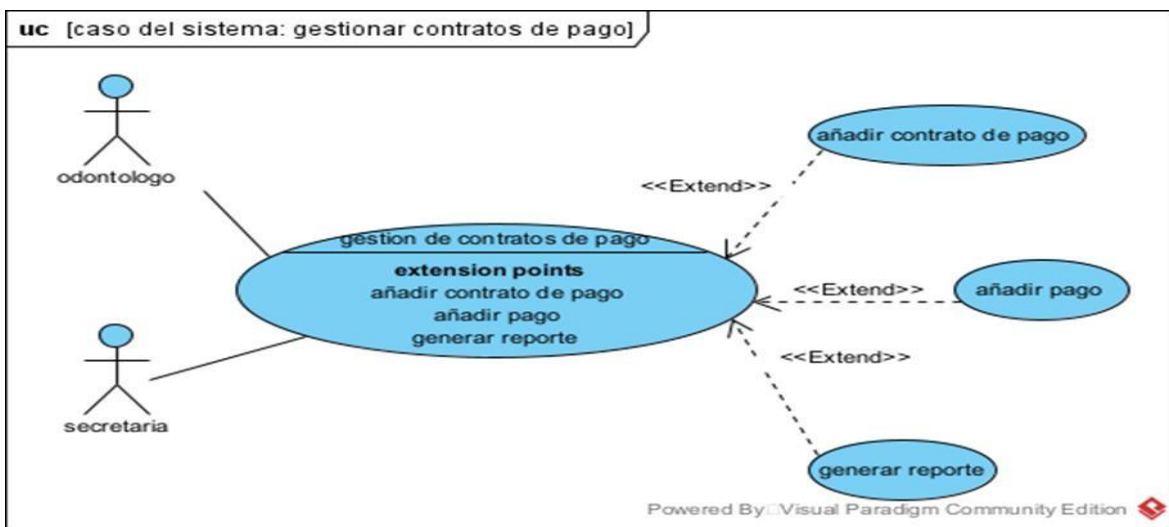 uc [caso del sistema: gestionar contratos de pago]
odontologo
añadir contrato de pago
<<Extend>>
gestion de contratos de pago
extension points
añadir contrato de pago
añadir pago
generar reporte
<<Extend>>
añadir pago
<<Extend>>
secretaria
generar reporte
Powered By Visual Paradigm Community Edition